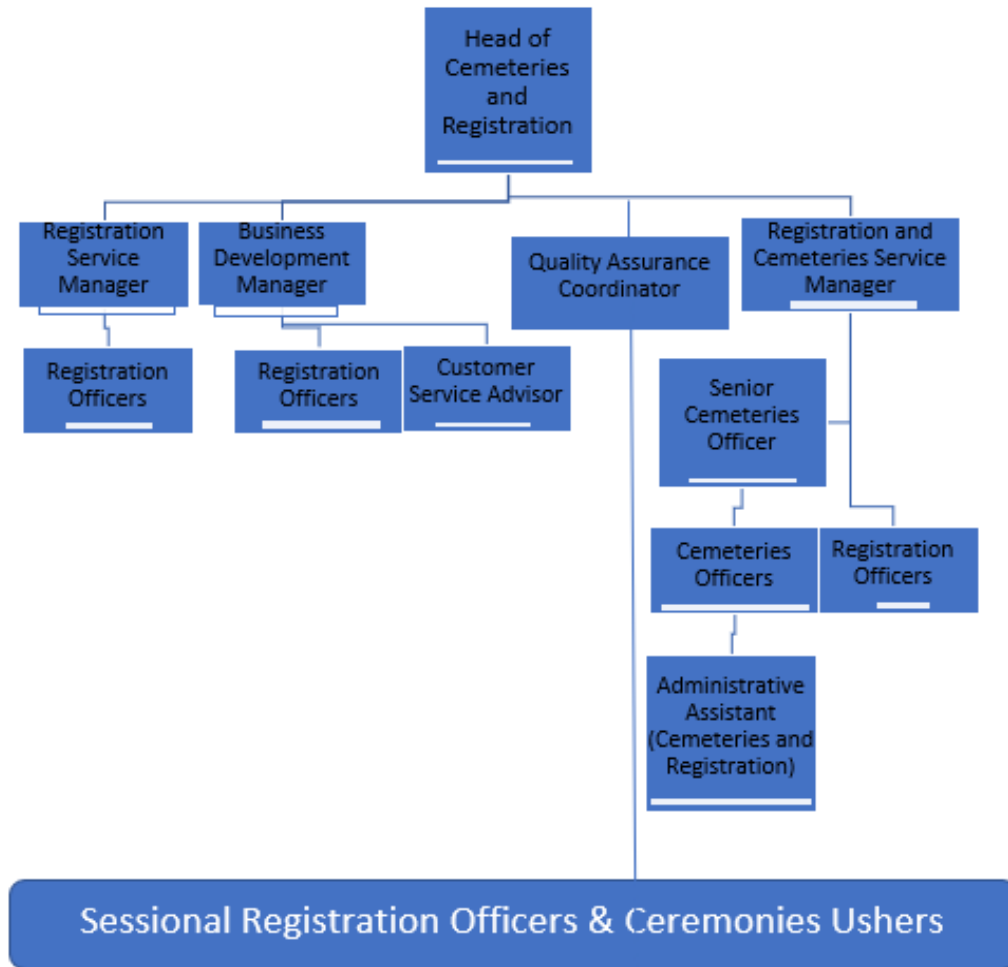 Head of
Cemeteries
and
Registration
Registration
Service
Manager
Business
Development
Manager
Quality Assurance
Coordinator
Registration and
Cemeteries Service
Manager
Registration
Officers
Registration
Officers
Customer
Service Advisor
Senior
Cemeteries
Officer
Cemeteries
Officers
Registration
Officers
Administrative
Assistant
(Cemeteries and
Registration)
Sessional Registration Officers & Ceremonies Ushers